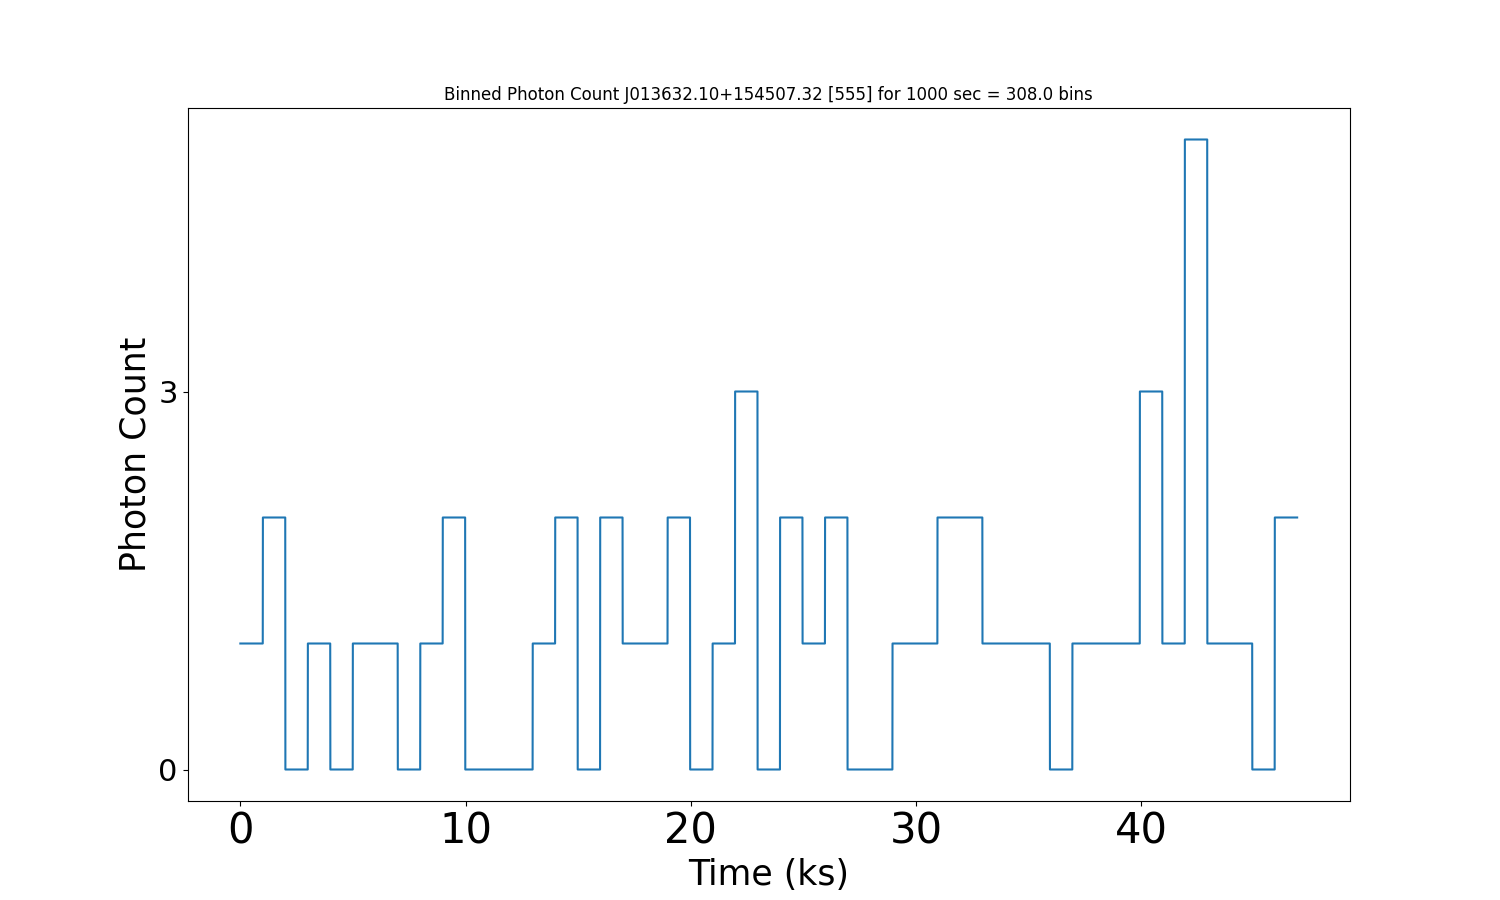 Binned Photon Count J013632.10+154507.32 [555] for 1000 sec = 308.0 bins
Photon Count
3
0
0 10 20 30 40
Time (ks)